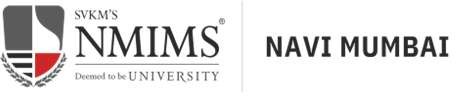 SVKM'S
NMIMS®
Deemed to be UNIVERSITY
NAVI MUMBAI